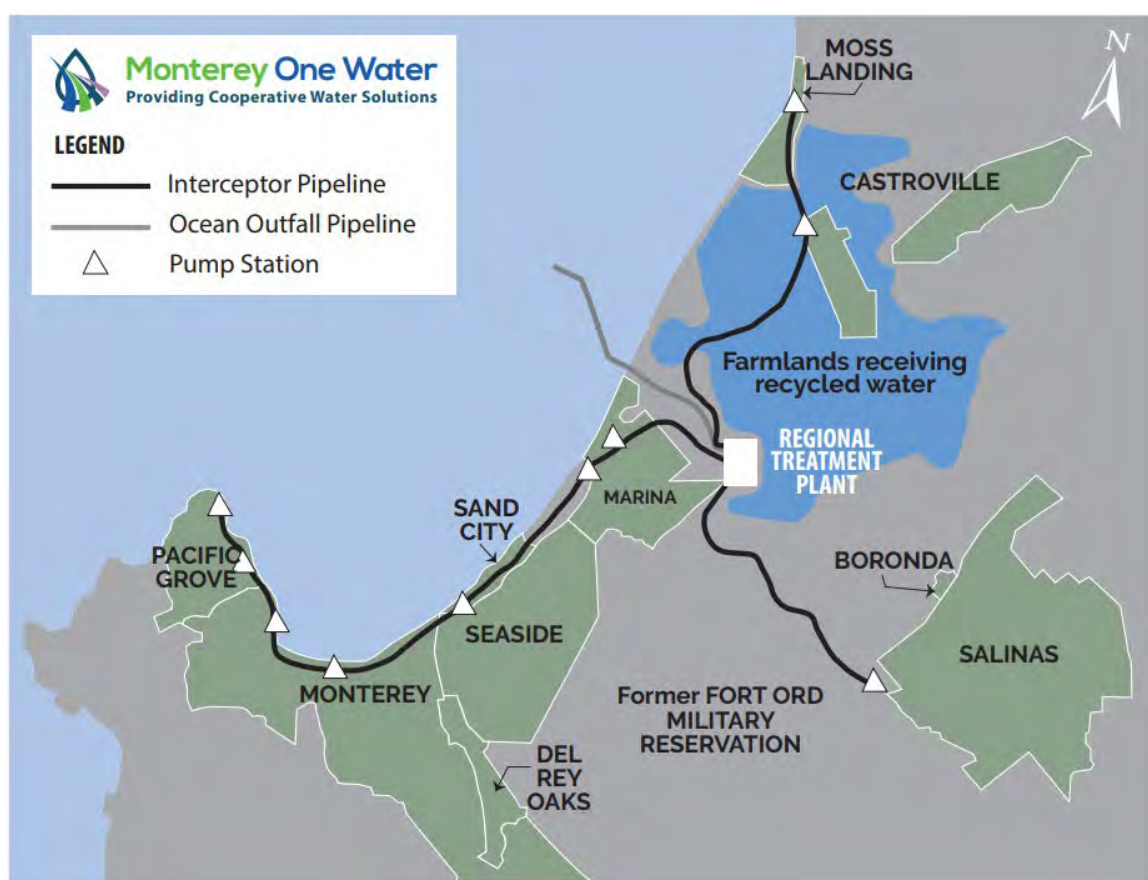 Monterey One Water
Providing Cooperative Water Solutions
LEGEND
Interceptor Pipeline
Ocean Outfall Pipeline
Pump Station
N
MOSS
LANDING
CASTROVILLE
Farmlands receiving
recycled water
REGIONAL
TREATMENT
PLANT
MARINA
SAND
CITY
PACIFIC
GROVE
BORONDA
SEASIDE
SALINAS
MONTEREY
Former FORT ORD
MILITARY
RESERVATION
DEL
REY
OAKS